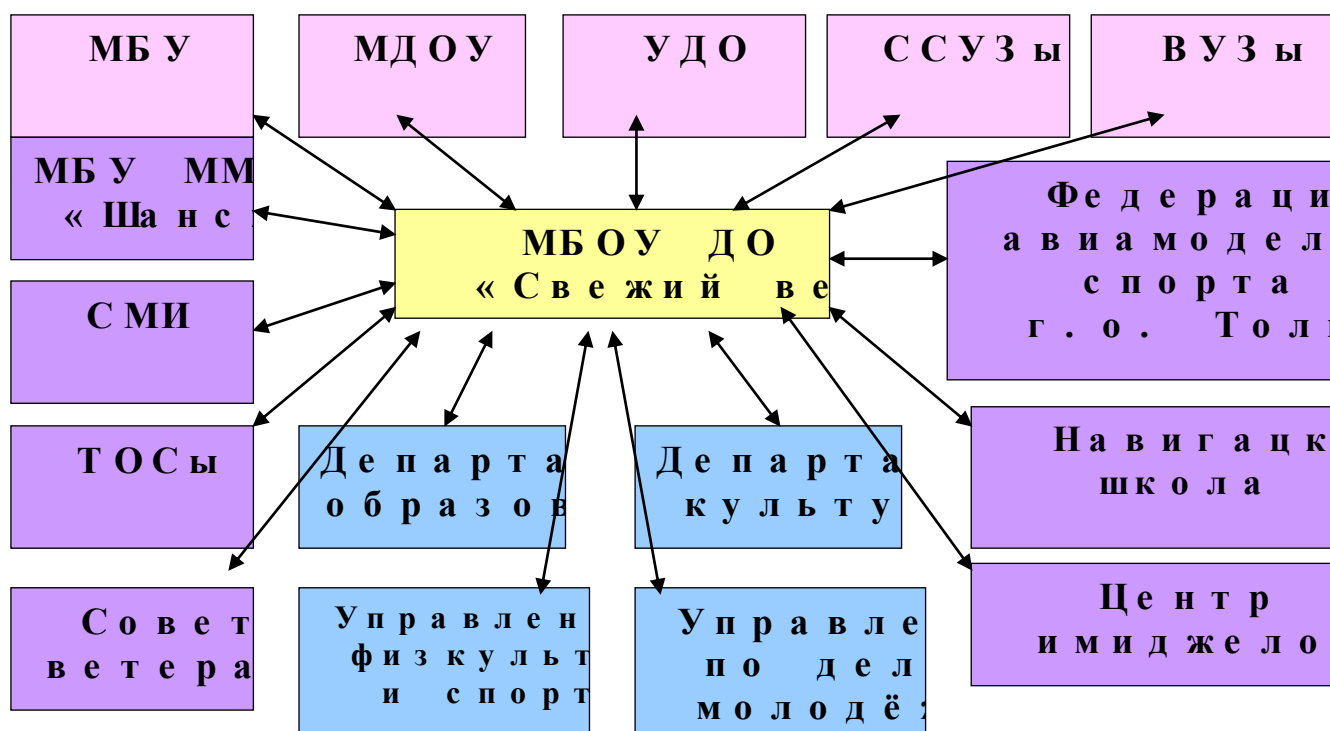 МБУ
МДОУ
УДО
ССУЗы
ВУЗы
МБУ ММ
«Шанс
МБОУ ДО
«Свежий ве
Федераци
авиамодел
спорта
г.о. Тол
СМИ
ТОСы
Департа
образов
Департа
культу
Навигацк
школа
Совет
ветера
Управлен
физкульт
и спорт
Управле
по дел
молодё
Центр
имиджело